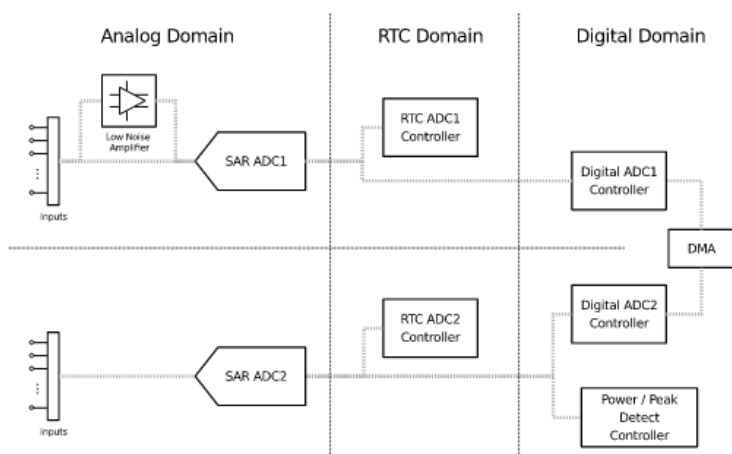 Analog Domain
RTC Domain
Digital Domain
Low Noise
Amplifier
SAR ADC1
RTC ADC1
Controller
Digital ADC1
Controller
inputs
DMA
RTC ADC2
Controller
Digital ADC2
Controller
SAR ADC2
Power / Peak
Detect
Controller
inputs